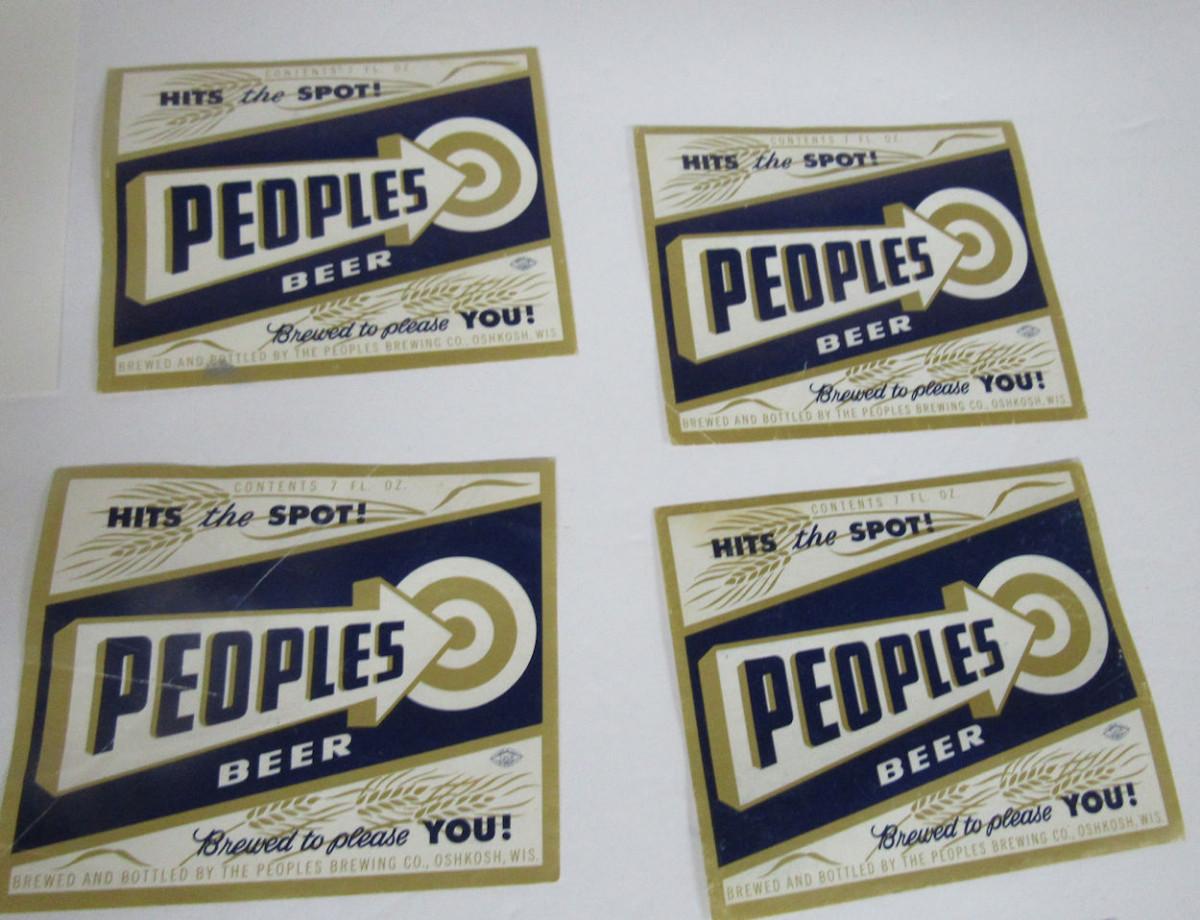 CONTENTS 7 FL. OZ.
HITS the SPOT!
PEOPLES
BEER
Brewed to please YOU!
BREWED AND BOTTLED BY THE PEOPLES BREWING CO., OSHKOSH, WIS.
CONTENTS 7 FL. OZ.
HITS the SPOT!
PEOPLES
BEER
Brewed to please YOU!
BREWED AND BOTTLED BY THE PEOPLES BREWING CO., OSHKOSH, WIS.
CONTENTS 7 FL. OZ.
HITS the SPOT!
PEOPLES
BEER
Brewed to please YOU!
BREWED AND BOTTLED BY THE PEOPLES BREWING CO., OSHKOSH, WIS.
CONTENTS 7 FL. OZ.
HITS the SPOT!
PEOPLES
BEER
Brewed to please YOU!
BREWED AND BOTTLED BY THE PEOPLES BREWING CO., OSHKOSH, WIS.